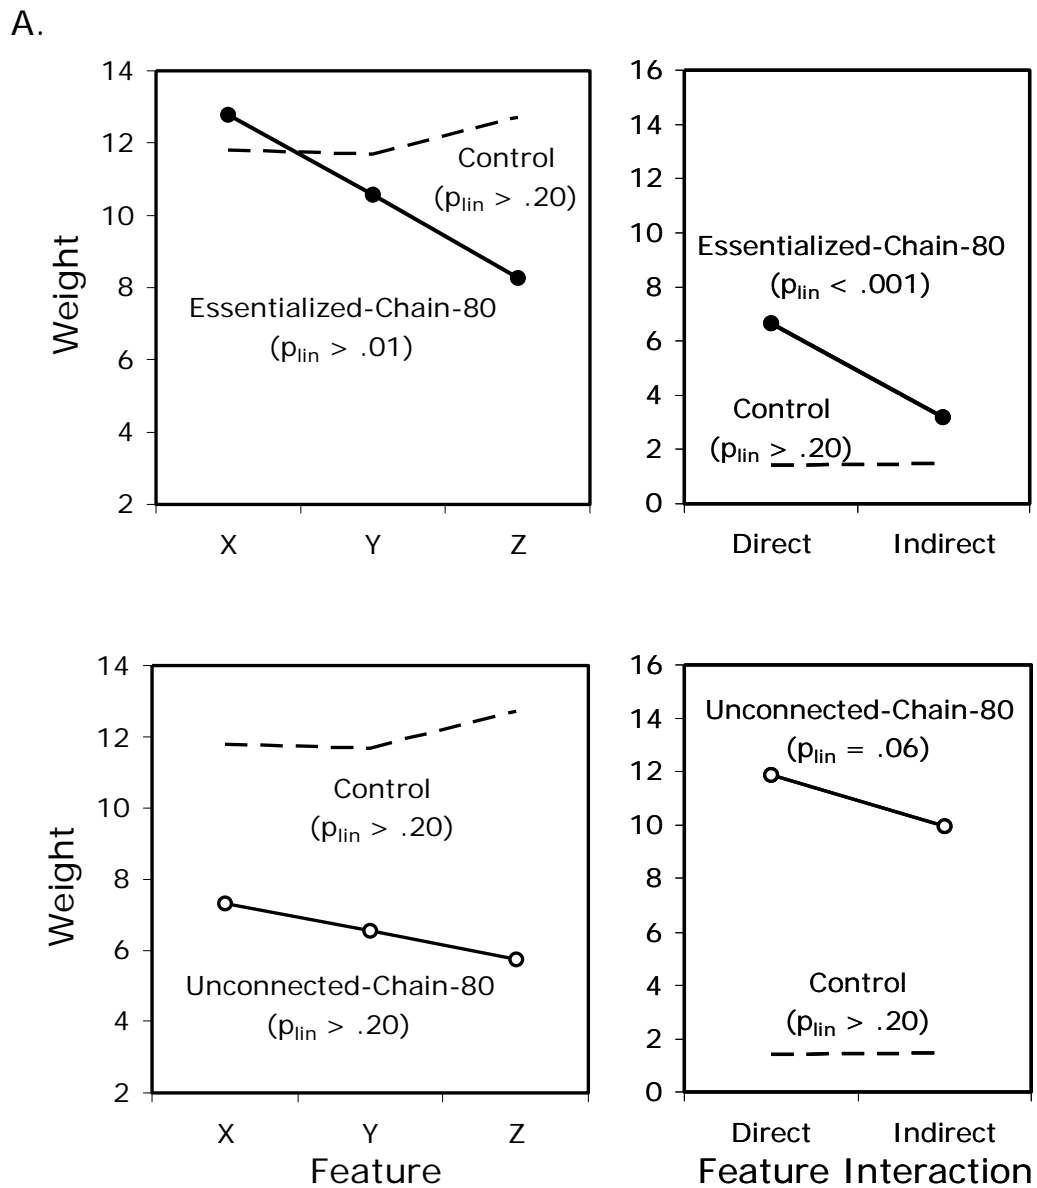 A.
14
12
10
8
6
4
2
Weight
Control
(plin > .20)
Essentialized-Chain-80
(plin > .01)
X Y Z
16
14
12
10
8
6
4
2
0
Essentialized-Chain-80
(plin < .001)
Control
(plin > .20)
Direct Indirect
14
12
10
8
6
4
2
Weight
Control
(plin > .20)
Unconnected-Chain-80
(plin > .20)
X Y Z
Feature
16
14
12
10
8
6
4
2
0
Unconnected-Chain-80
(plin = .06)
Control
(plin > .20)
Direct Indirect
Feature Interaction